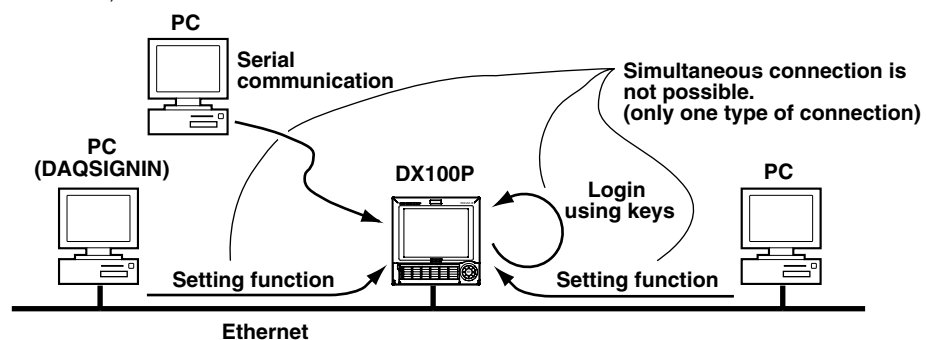 PC
Serial
communication
Simultaneous connection is
not possible.
(only one type of connection)
PC
(DAQSIGNIN)
DX100P
PC
Login
using keys
Setting function
Setting function
Ethernet